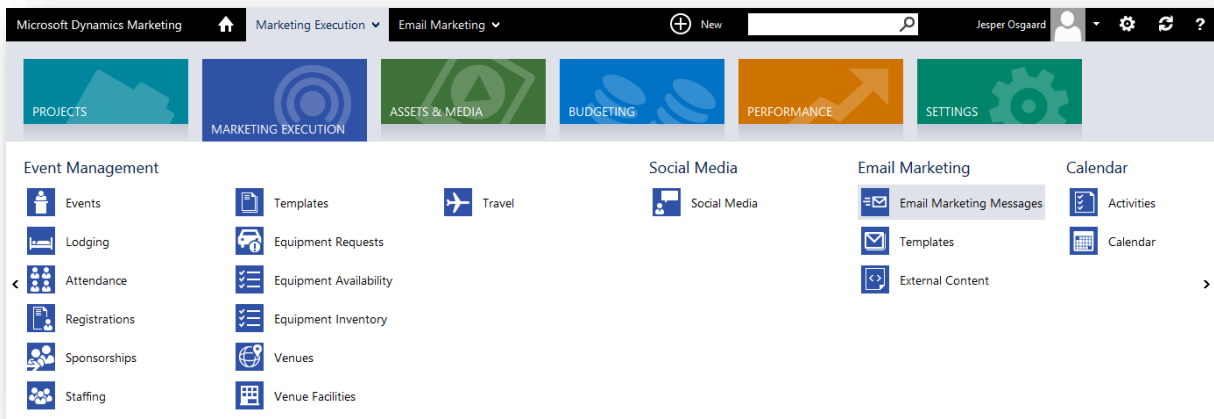 Microsoft Dynamics Marketing Marketing Execution Email Marketing New Jesper Osgaard ?
PROJECTS MARKETING EXECUTION ASSETS & MEDIA BUDGETING PERFORMANCE SETTINGS
Event Management Social Media Email Marketing Calendar
Events Templates Travel Social Media Email Marketing Messages Activities
Lodging Equipment Requests Templates Calendar
Attendance Equipment Availability External Content
Registrations Equipment Inventory
Sponsorships Venues
Staffing Venue Facilities